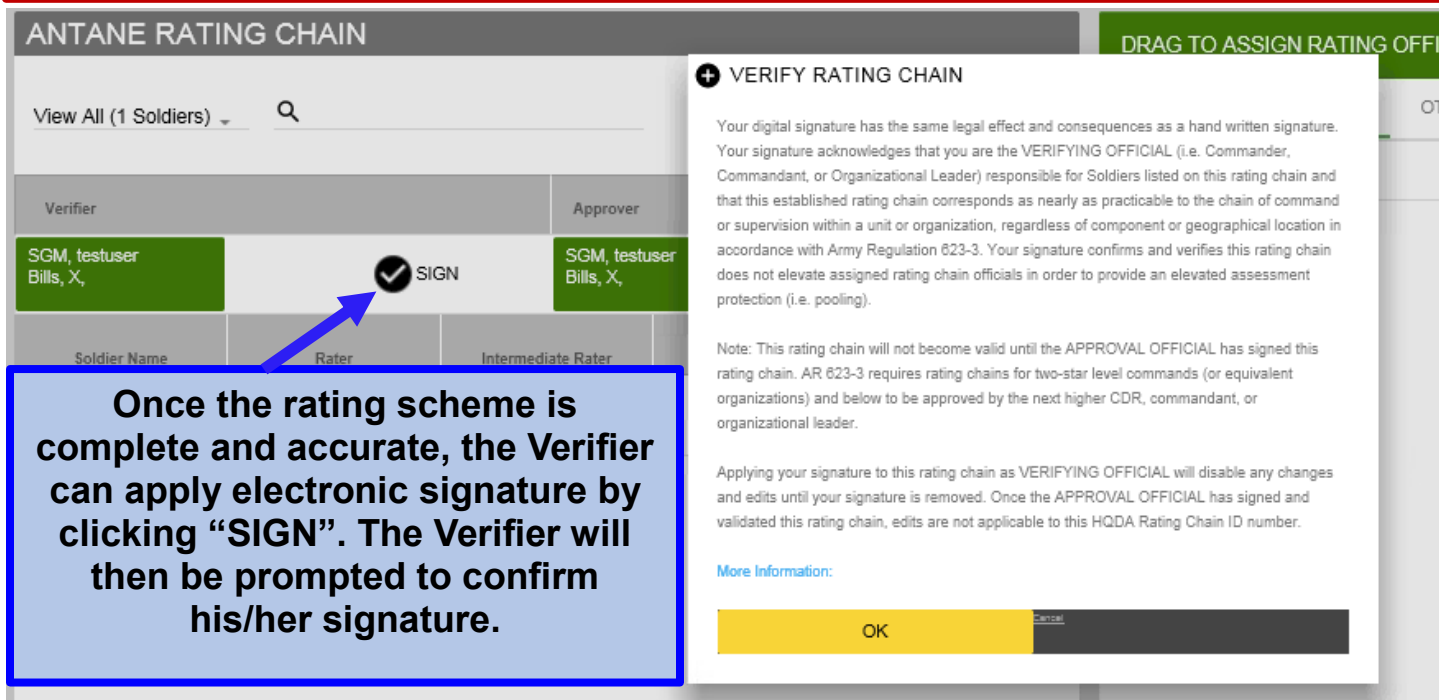 ANTANE RATING CHAIN
DRAG TO ASSIGN RATING OFFI
View All (1 Soldiers)
OT
Verifier
Approver
SGM, testuser
Bills, X,
SIGN
SGM, testuser
Bills, X,
Soldier Name
Rater
Intermediate Rater
Once the rating scheme is
complete and accurate, the Verifier
can apply electronic signature by
clicking “SIGN”. The Verifier will
then be prompted to confirm
his/her signature.
VERIFY RATING CHAIN
Your digital signature has the same legal effect and consequences as a hand written signature.
Your signature acknowledges that you are the VERIFYING OFFICIAL (i.e. Commander,
Commandant, or Organizational Leader) responsible for Soldiers listed on this rating chain and
that this established rating chain corresponds as nearly as practicable to the chain of command
or supervision within a unit or organization, regardless of component or geographical location in
accordance with Army Regulation 623-3. Your signature confirms and verifies this rating chain
does not elevate assigned rating chain officials in order to provide an elevated assessment
protection (i.e. pooling).
Note: This rating chain will not become valid until the APPROVAL OFFICIAL has signed this
rating chain. AR 623-3 requires rating chains for two-star level commands (or equivalent
organizations) and below to be approved by the next higher CDR, commandant, or
organizational leader.
Applying your signature to this rating chain as VERIFYING OFFICIAL will disable any changes
and edits until your signature is removed. Once the APPROVAL OFFICIAL has signed and
validated this rating chain, edits are not applicable to this HQDA Rating Chain ID number.
More Information:
OK
Cancel